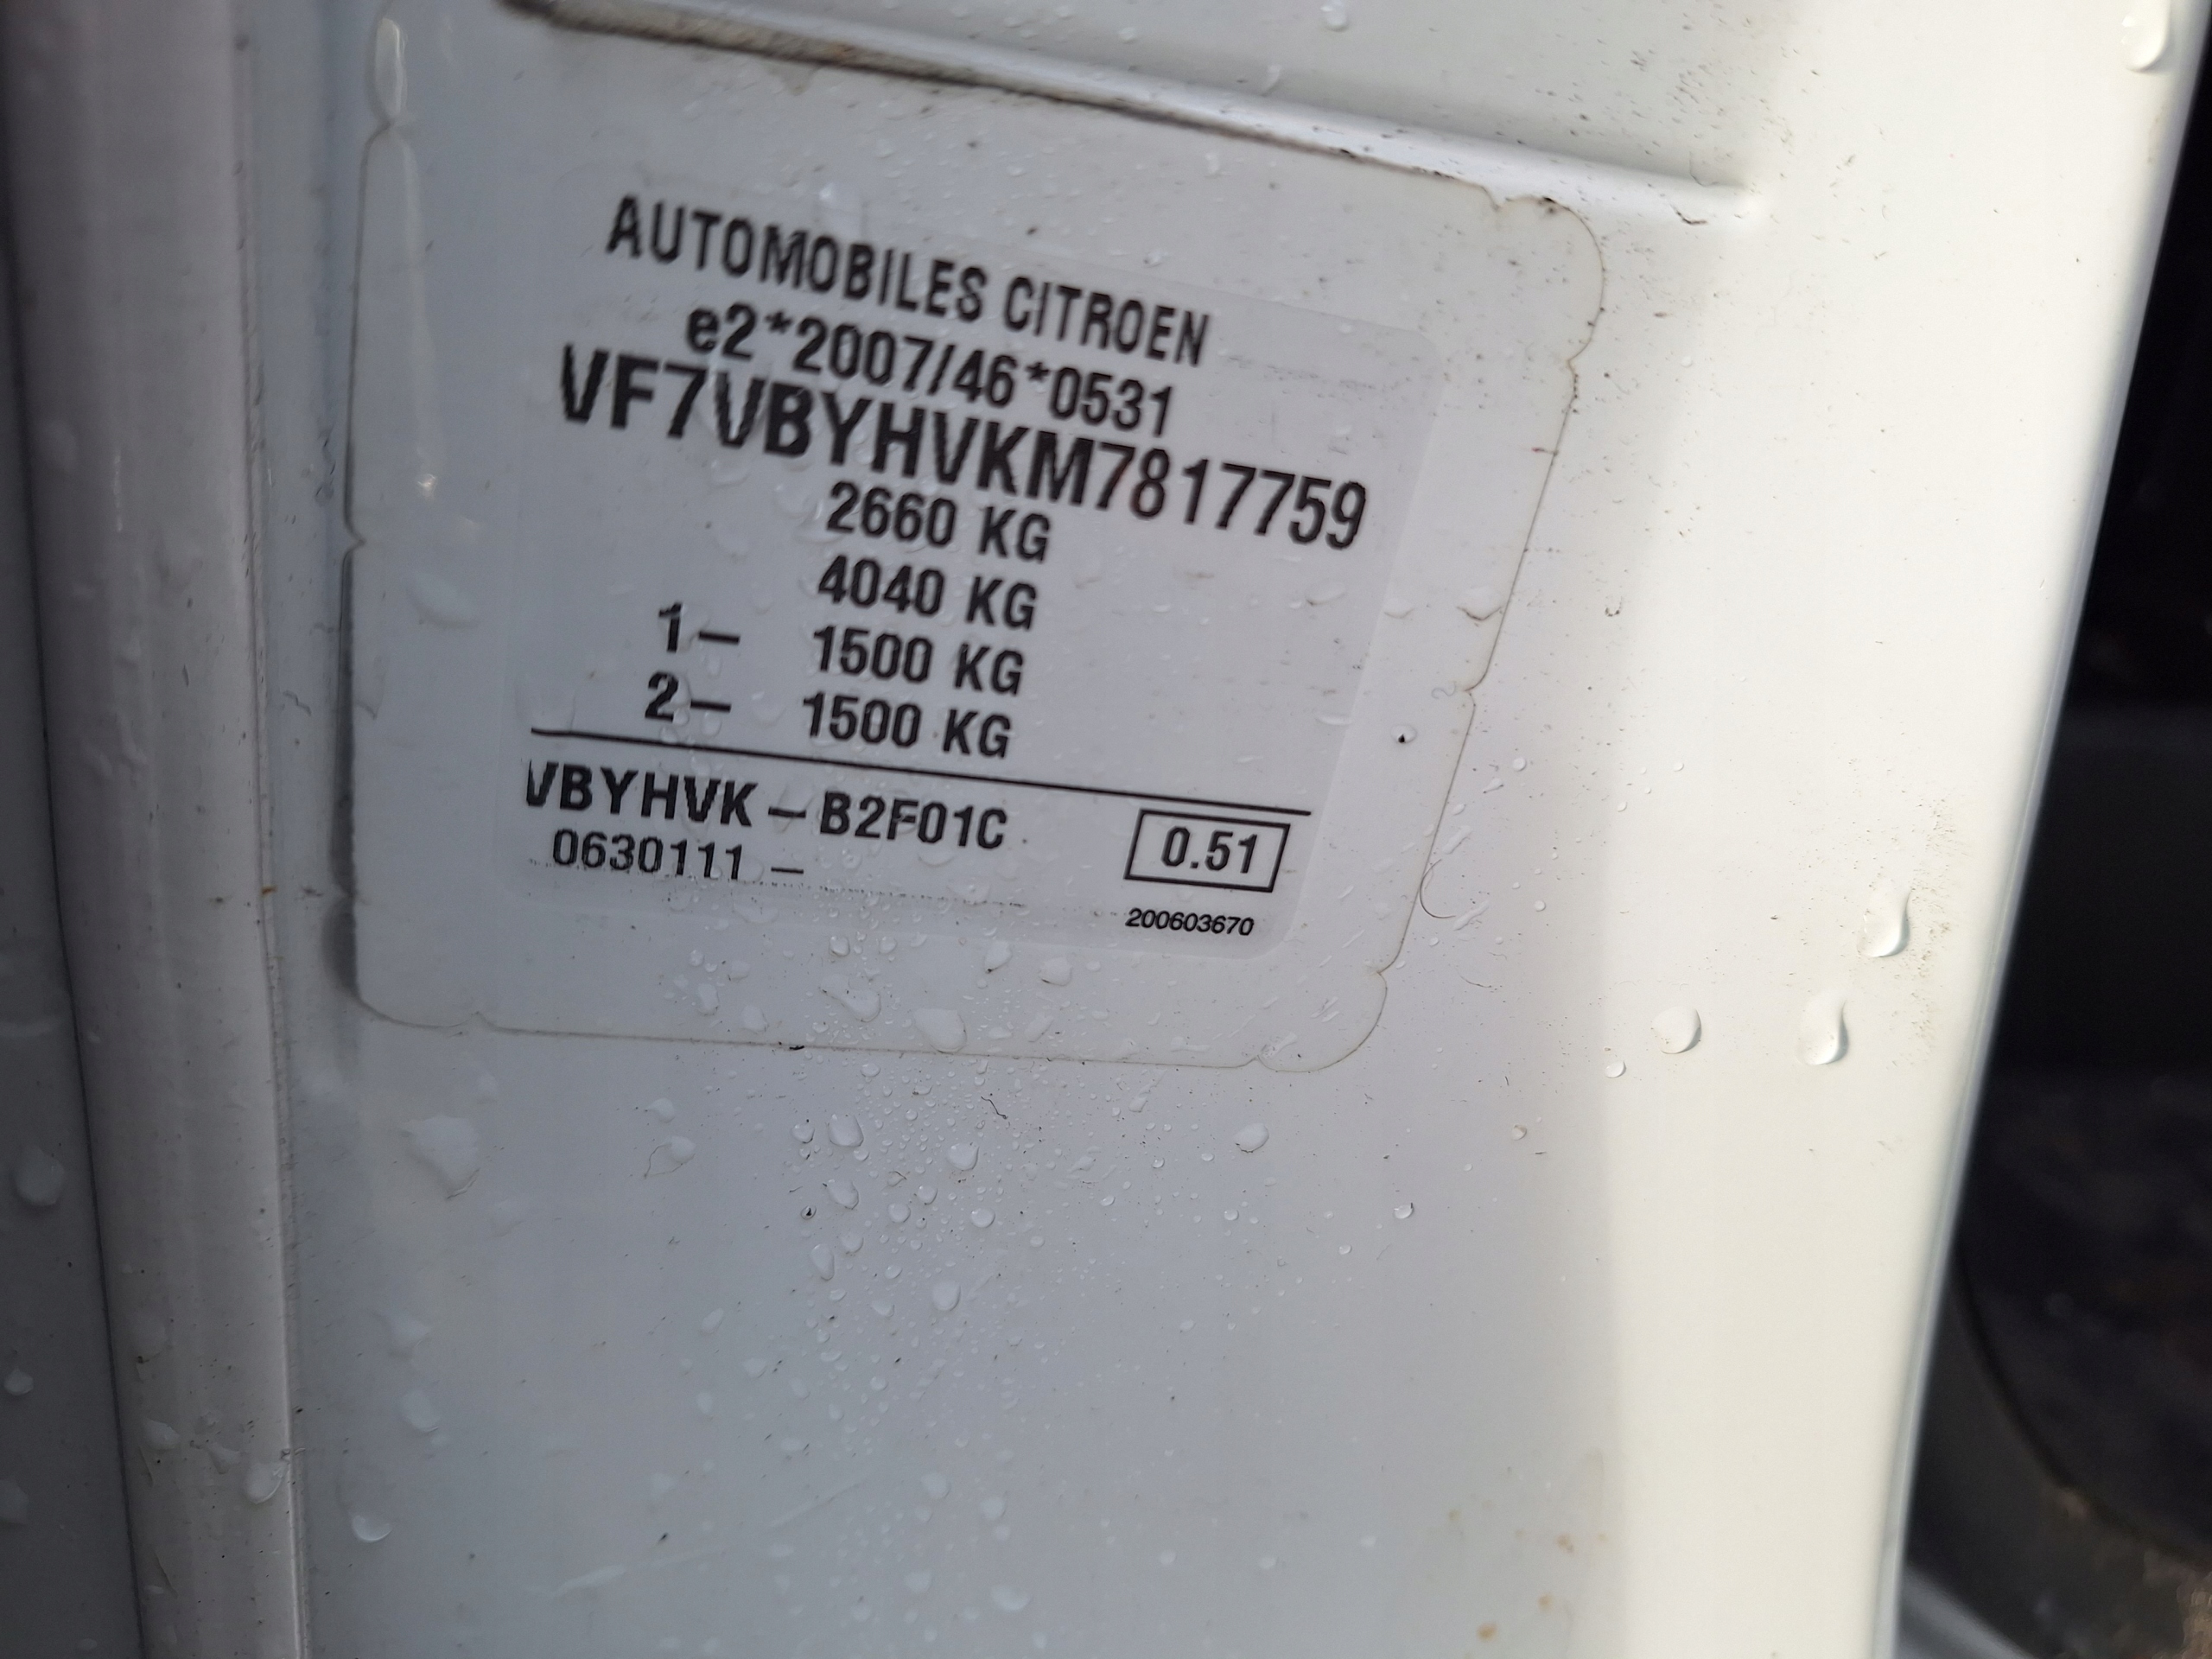 AUTOMOBILES CITROEN
e2*2007/46*0531
VF7VBYHVKM7817759
2660 KG
4040 KG
1– 1500 KG
2– 1500 KG
VBYHVK – B2F01C
0.51
0630111 –
200603670